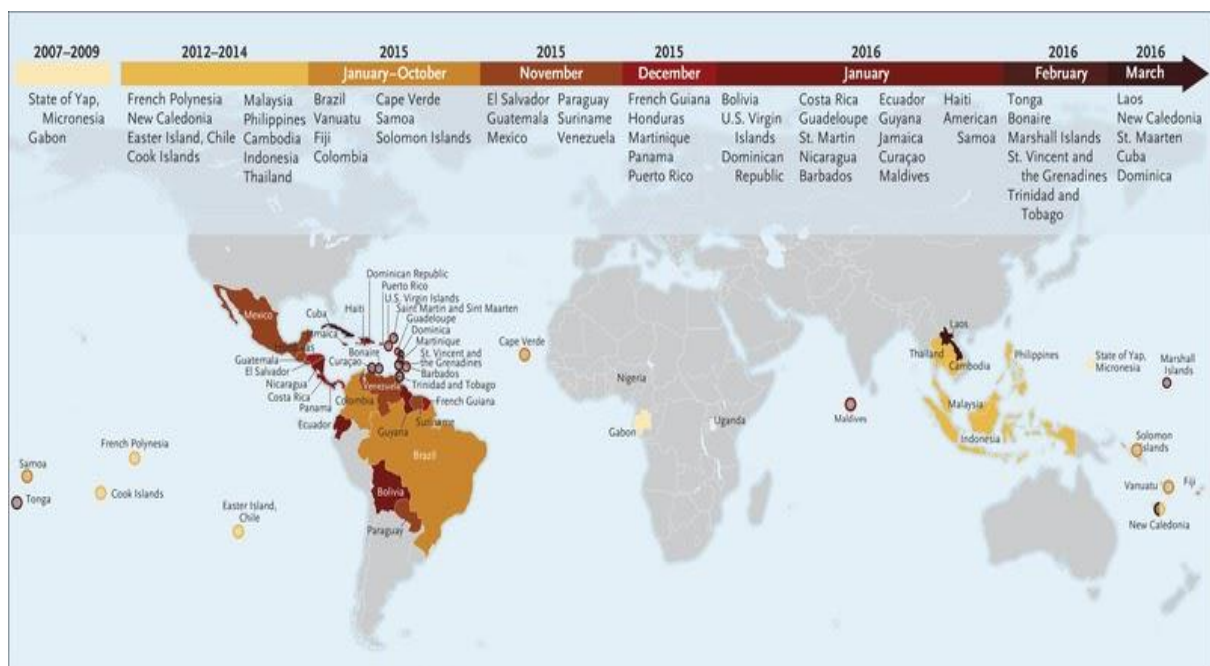 2007–2009
2012–2014
2015
2015
2015
2016
2016
2016
January–October
November
December
January
February
March
State of Yap,
Micronesia
Gabon
French Polynesia
New Caledonia
Easter Island, Chile
Cook Islands
Malaysia
Philippines
Cambodia
Indonesia
Thailand
Brazil
Vanuatu
Fiji
Colombia
Cape Verde
Samoa
Solomon Islands
El Salvador
Guatemala
Mexico
Paraguay
Suriname
Venezuela
French Guiana
Honduras
Martinique
Panama
Puerto Rico
Bolivia
U.S. Virgin
Islands
Dominican
Republic
Costa Rica
Guadeloupe
St. Martin
Nicaragua
Barbados
Ecuador
Guyana
Jamaica
Curaçao
Maldives
Haiti
American
Samoa
Tonga
Bonaire
Marshall Islands
St. Vincent and
the Grenadines
Trinidad and
Tobago
Laos
New Caledonia
St. Maarten
Cuba
Dominica
Dominican Republic
Puerto Rico
U.S. Virgin Islands
Saint Martin and Sint Maarten
Guadeloupe
Dominica
Martinique
St. Vincent and
the Grenadines
Barbados
Trinidad and Tobago
Mexico
Cuba
Haiti
Jamaica
Honduras
Bonaire
Curaçao
Guatemala
El Salvador
Nicaragua
Costa Rica
Panama
Venezuela
Colombia
French Guiana
Suriname
Guyana
Ecuador
Brazil
Bolivia
Paraguay
French Polynesia
Samoa
Cook Islands
Tonga
Easter Island,
Chile
Cape Verde
Nigeria
Gabon
Uganda
Maldives
Laos
Thailand
Cambodia
Philippines
State of Yap,
Micronesia
Marshall
Islands
Malaysia
Indonesia
Solomon
Islands
Vanuatu
Fiji
New Caledonia